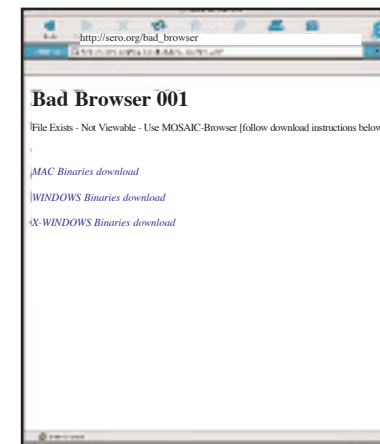 http://sero.org/bad_browser
Bad Browser 001
File Exists - Not Viewable - Use MOSAIC-Browser [follow download instructions below
MAC Binaries download
WINDOWS Binaries download
X-WINDOWS Binaries download